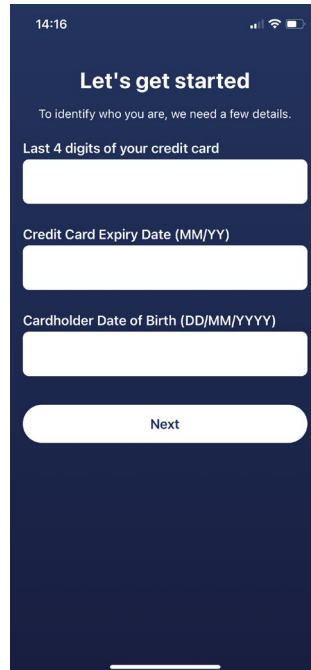 14:16
Let's get started
To identify who you are, we need a few details.
Last 4 digits of your credit card
Credit Card Expiry Date (MM/YY)
Cardholder Date of Birth (DD/MM/YYYY)
Next